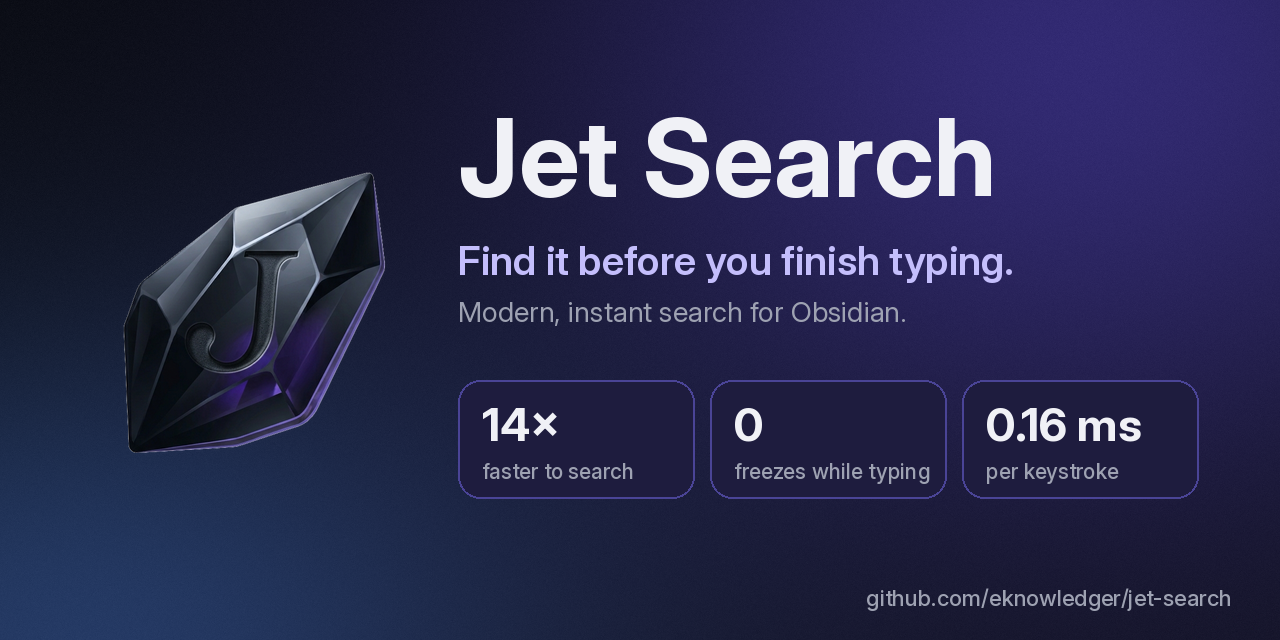 J
Jet Search
Find it before you finish typing.
Modern, instant search for Obsidian.
14×
faster to search
0
freezes while typing
0.16 ms
per keystroke
github.com/eknowledger/jet-search